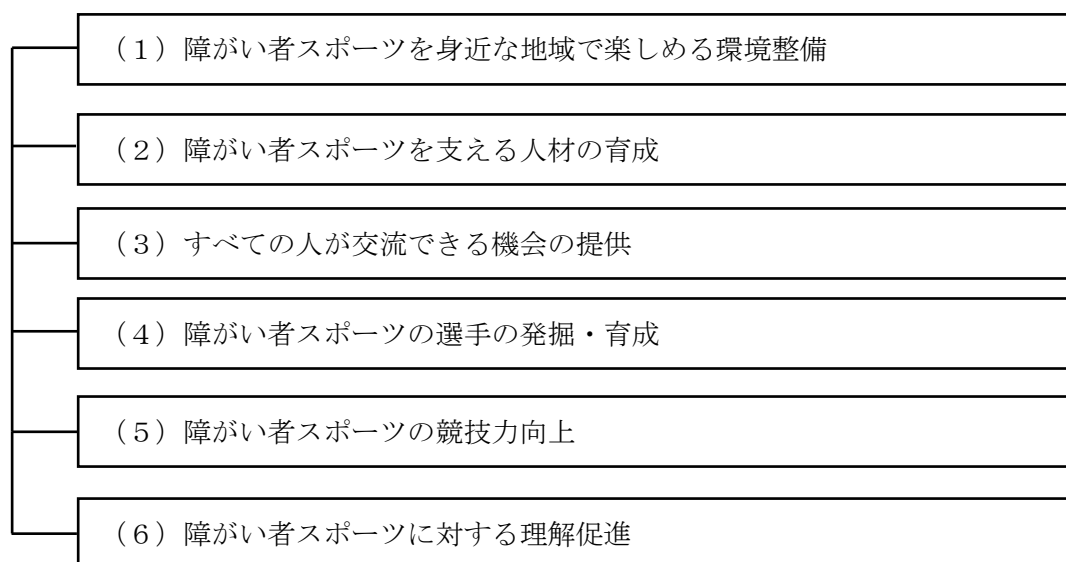 （１）障がい者スポーツを身近な地域で楽しめる環境整備
（２）障がい者スポーツを支える人材の育成
（３）すべての人が交流できる機会の提供
（４）障がい者スポーツの選手の発掘・育成
（５）障がい者スポーツの競技力向上
（６）障がい者スポーツに対する理解促進